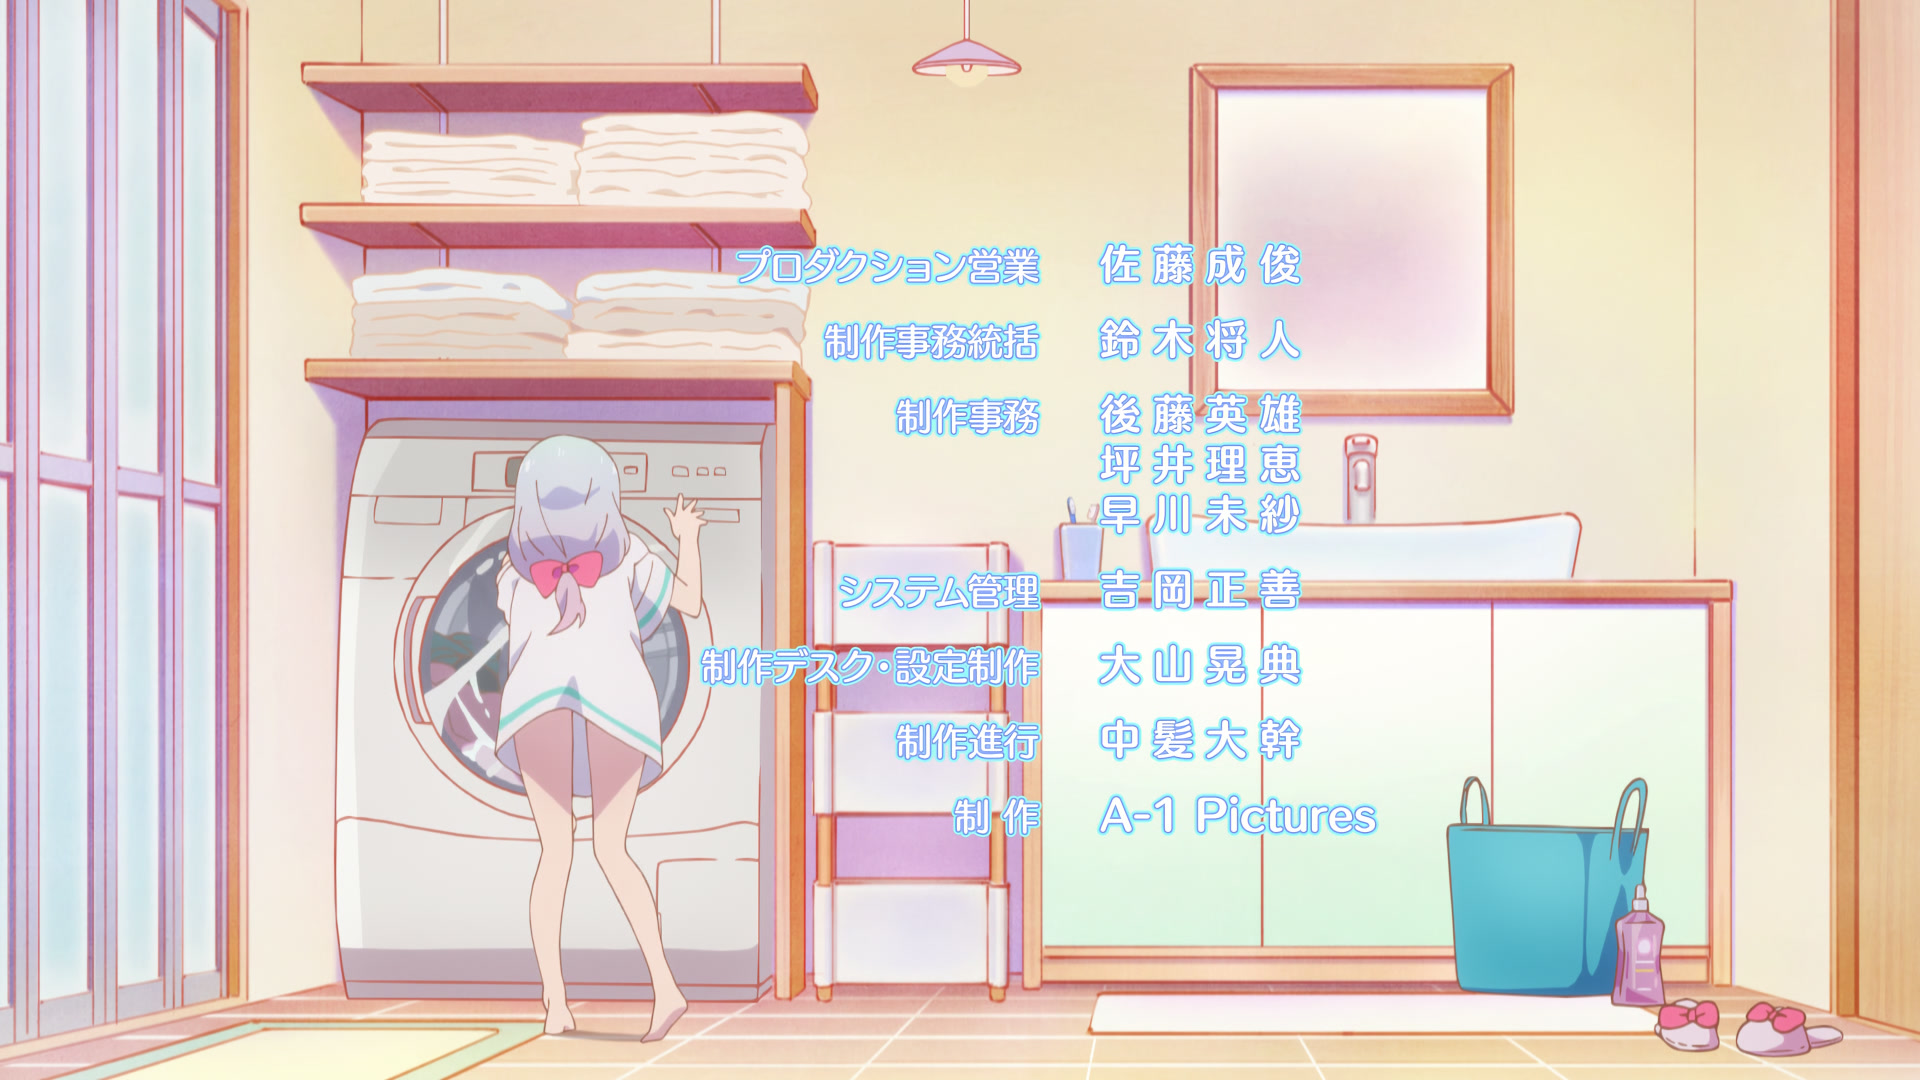 プロダクション営業 佐藤成俊
制作事務統括 鈴木将人
制作事務 後藤英雄
坪井理恵
早川未紗
システム管理 吉岡正善
制作デスク・設定制作 大山晃典
制作進行 中髪大幹
制作 A-1 Pictures